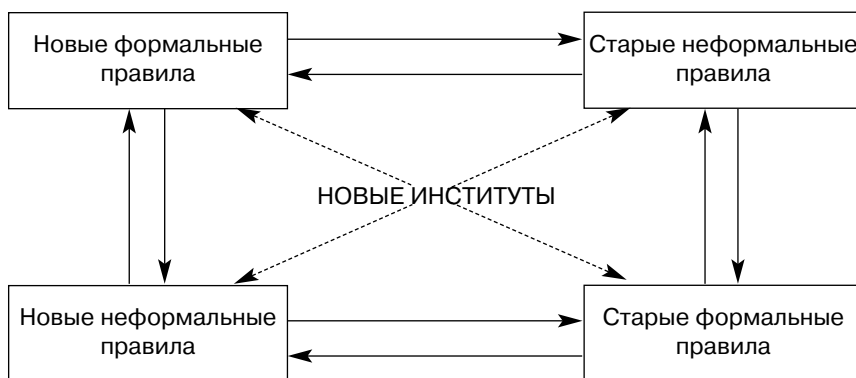 Новые формальные
правила
Старые неформальные
правила
НОВЫЕ ИНСТИТУТЫ
Новые неформальные
правила
Старые формальные
правила